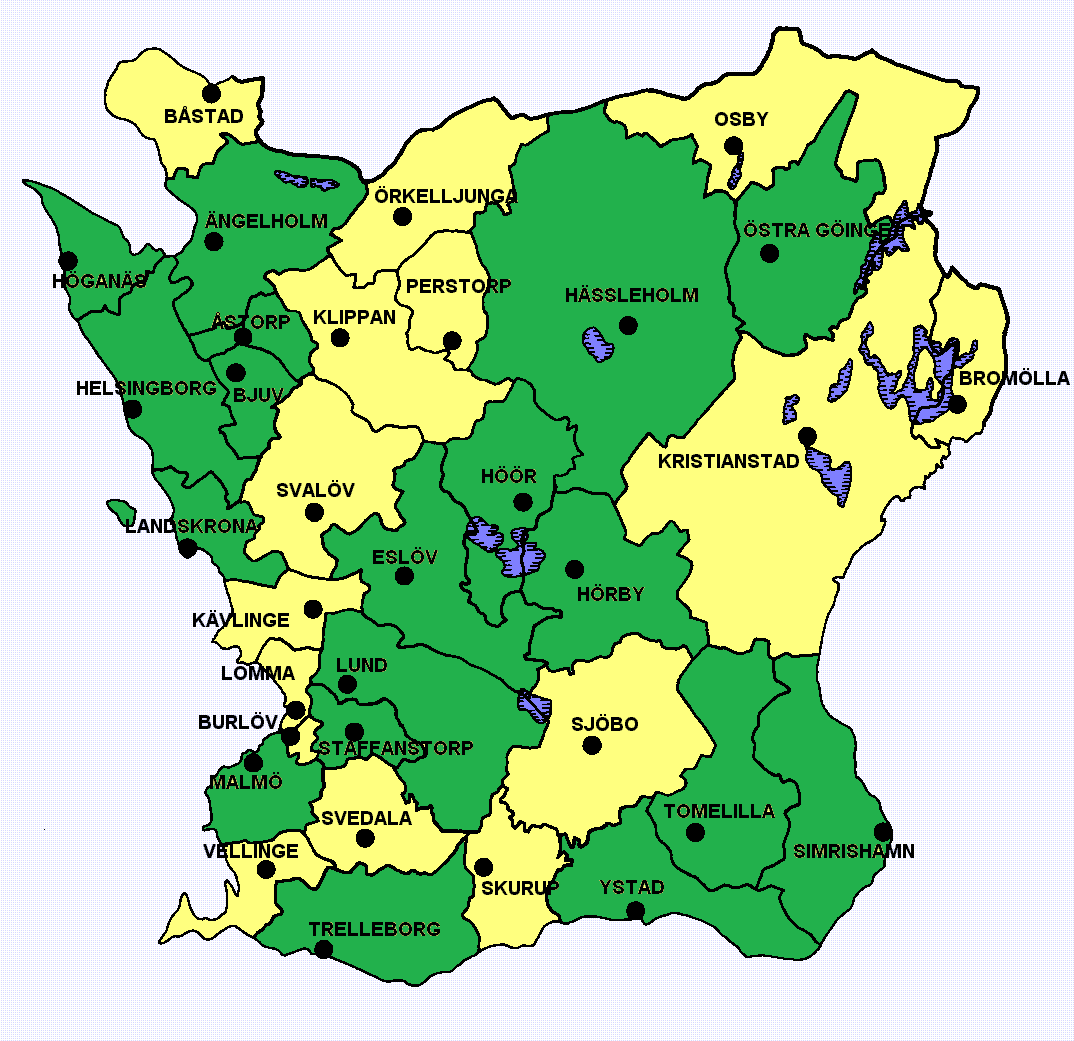 BÅSTAD
OSBY
ÖRKELLJUNGA
ÄNGELHOLM
ÖSTRA GÖINGE
HÖGANÄS
PERSTORP
HÄSSLEHOLM
KLIPPAN
ÅSTORP
BROMÖLLA
HELSINGBORG
BJUV
KRISTIANSTAD
HÖÖR
SVALÖV
LANDSKRONA
ESLÖV
HÖRBY
KÄVLINGE
LUND
LOMMA
BURLÖV
SJÖBO
STAFFANSTORP
MALMÖ
TOMELILLA
SVEDALA
VELLINGE
SIMRISHAMN
SKURUP
YSTAD
TRELLEBORG